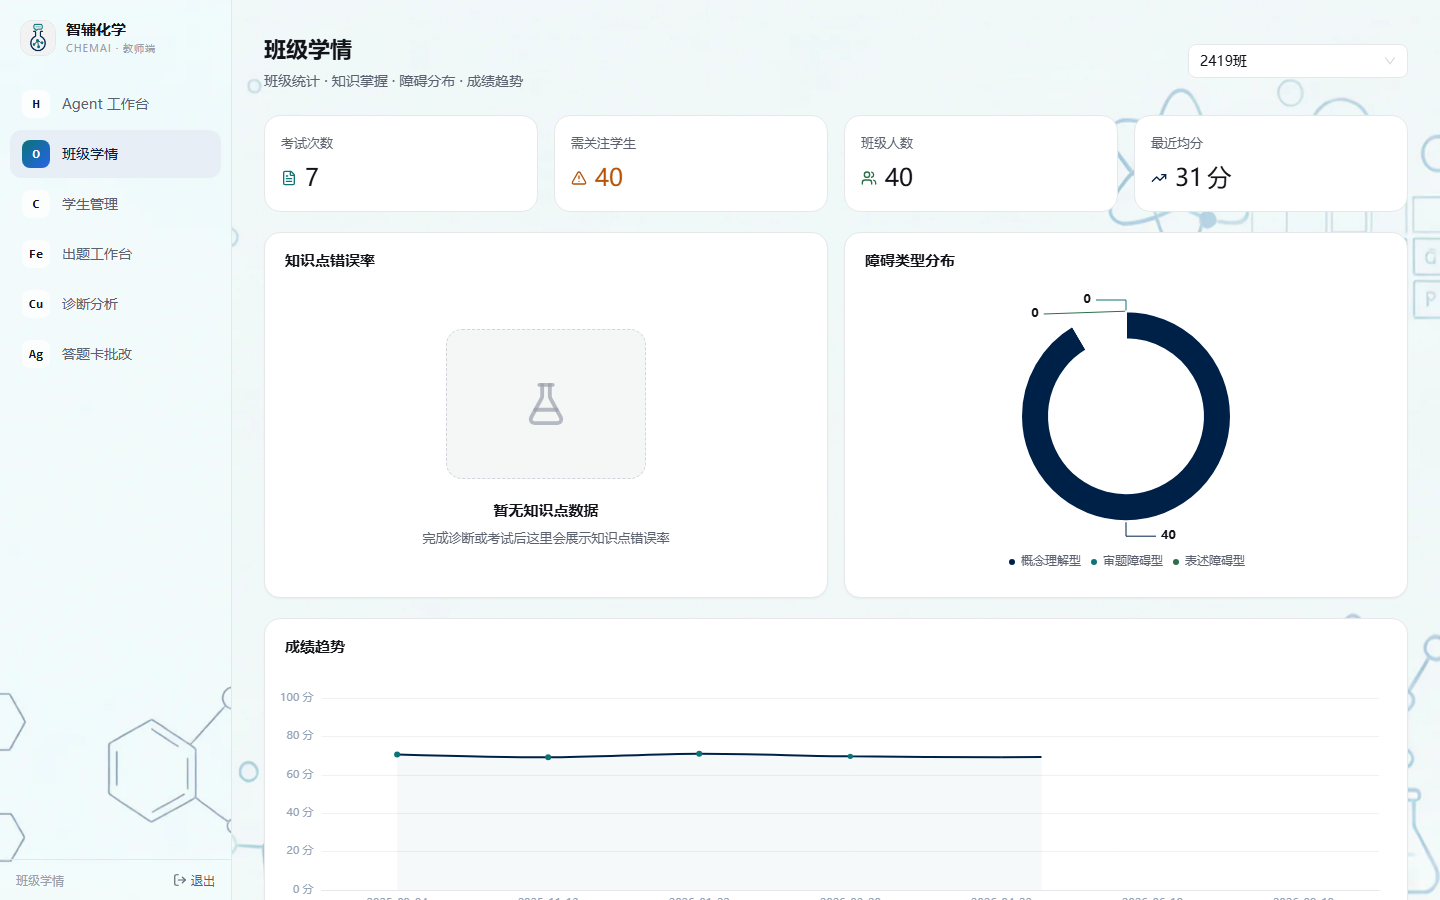 智辅化学
CHEMAI · 教师端
H Agent 工作台
O 班级学情
C 学生管理
Fe 出题工作台
Cu 诊断分析
Ag 答题卡批改
班级学情
退出
班级学情
班级统计 · 知识掌握 · 障碍分布 · 成绩趋势
2419班
考试次数
7
需关注学生
40
班级人数
40
最近均分
31 分
知识点错误率
暂无知识点数据
完成诊断或考试后这里会展示知识点错误率
障碍类型分布
0
0
40
概念理解型 审题障碍型 表述障碍型
成绩趋势
100 分
80 分
60 分
40 分
20 分
0 分